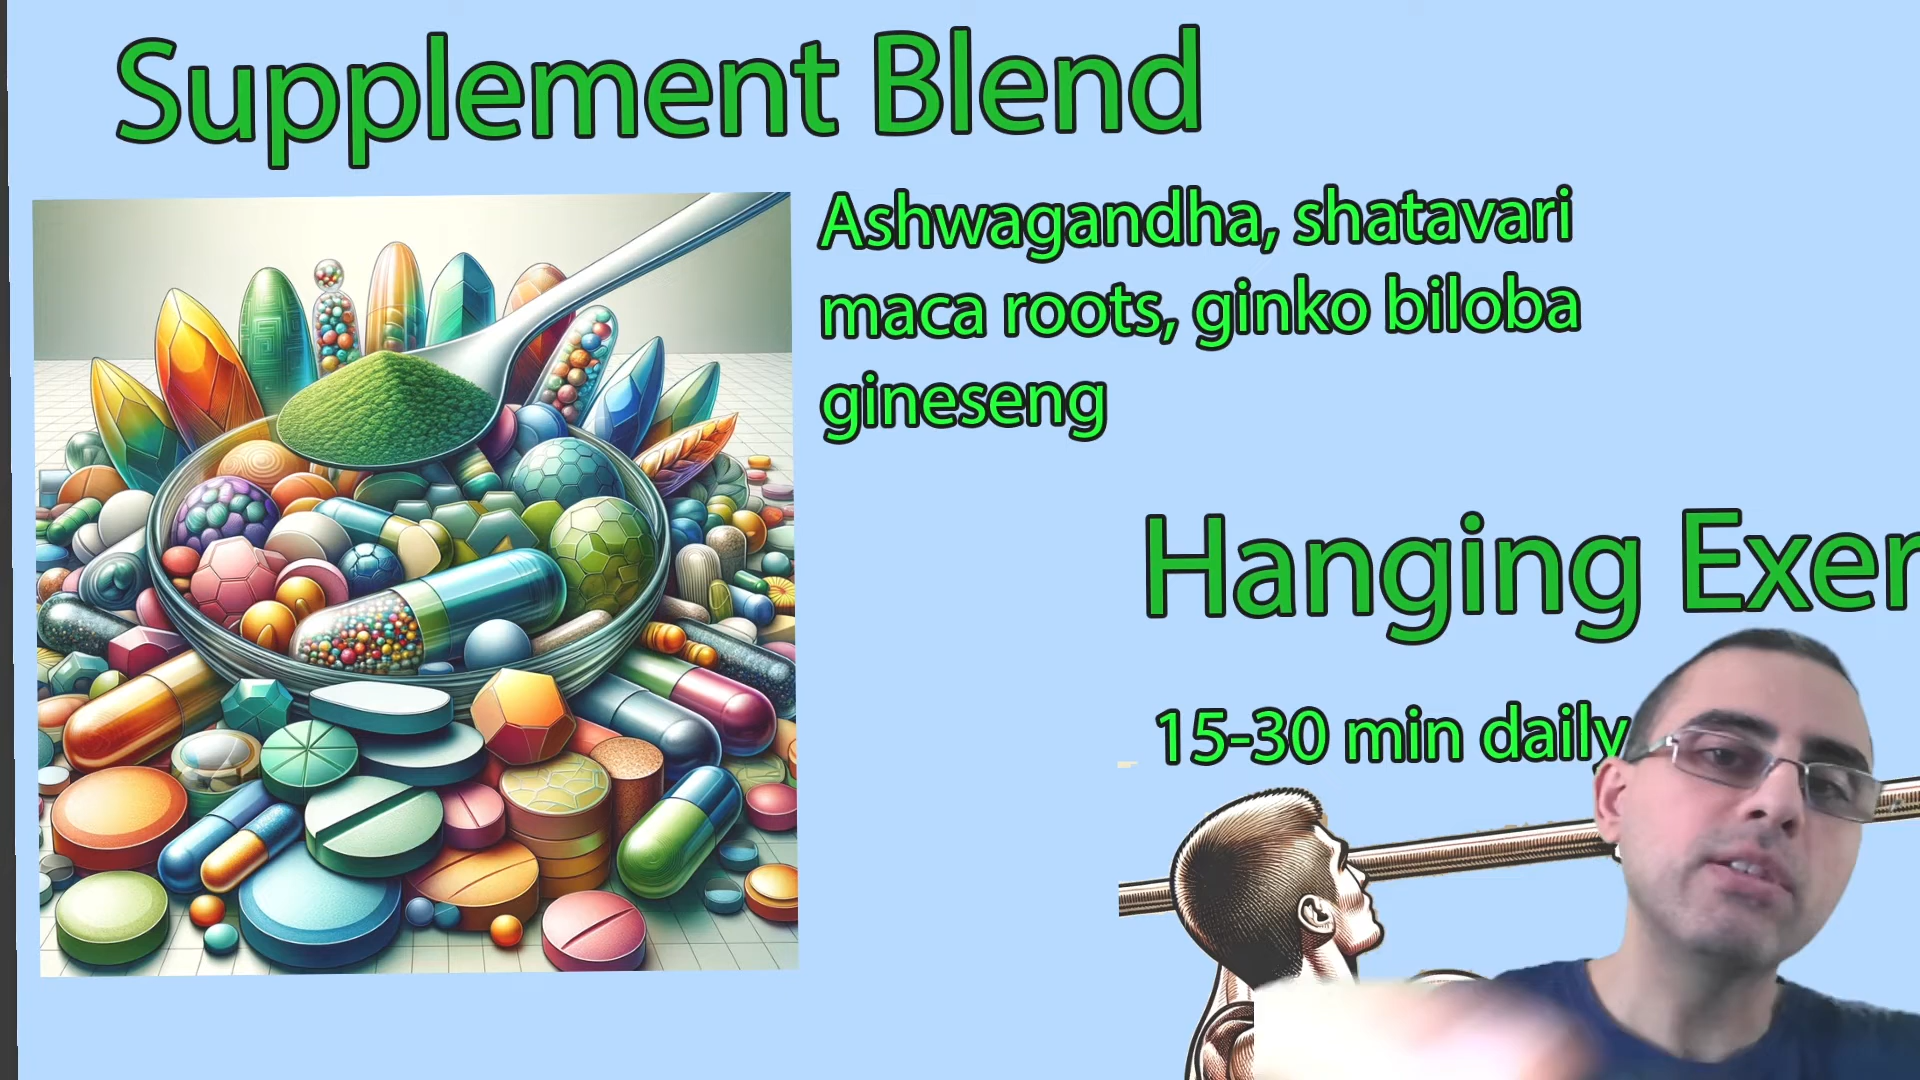 Supplement Blend
Ashwagandha, shatavari
maca roots, ginko biloba
gineseng
Hanging Exer
15-30 min daily